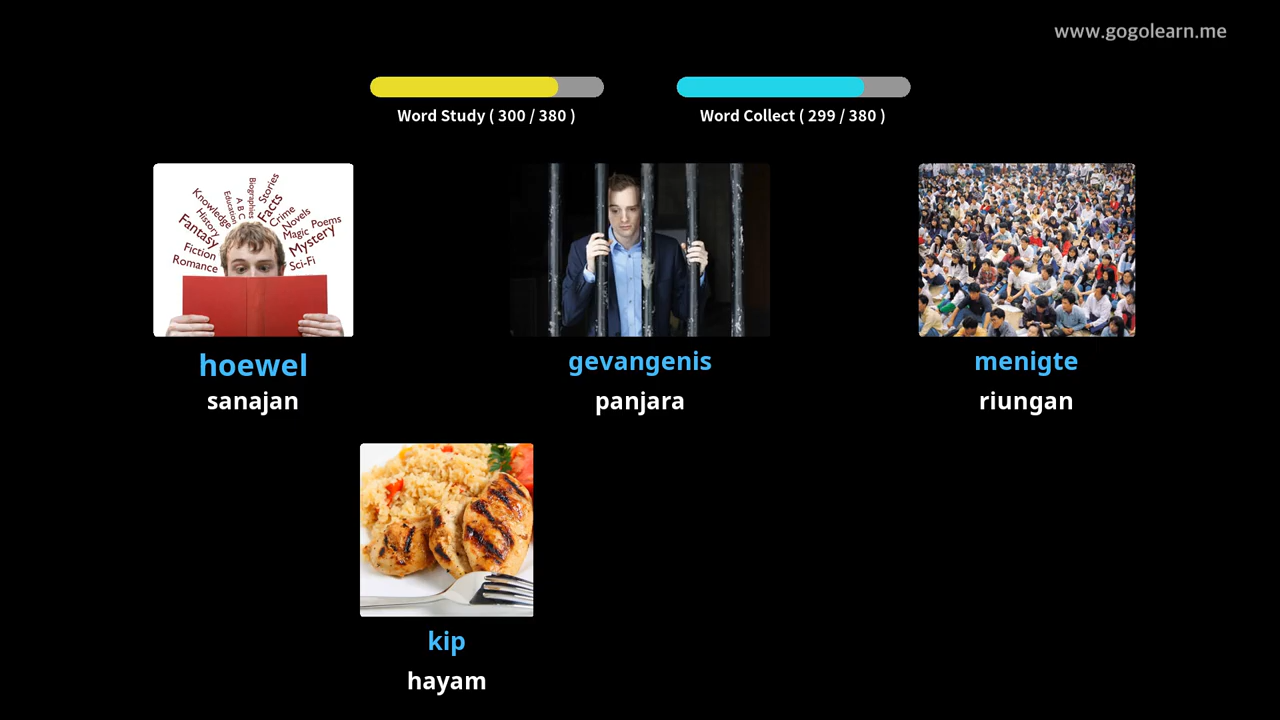 www.gogolearn.me
Word Study ( 300 / 380 )
Word Collect ( 299 / 380 )
Stories
Biographies
A B C
Education
Knowledge
History
Facts
Crime
Novels
Fantasy
Magic
Poems
Mystery
Fiction
Romance
Sci-Fi
hoewel
sanajan
gevangenis
panjara
menigte
riungan
kip
hayam